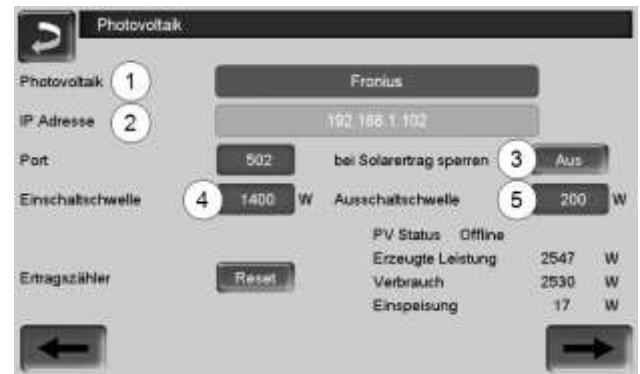 Photovoltaik
Photovoltaik 1 Fronius
IP Adresse 2 192.168.1.102
Port 502 bei Solarertrag sperren 3 Aus
Einschaltschwelle 4 1400 W Ausschaltschwelle 5 200 W
PV Status Offline
Erzeugte Leistung 2547 W
Ertragszähler Reset Verbrauch 2530 W
Einspeisung 17 W